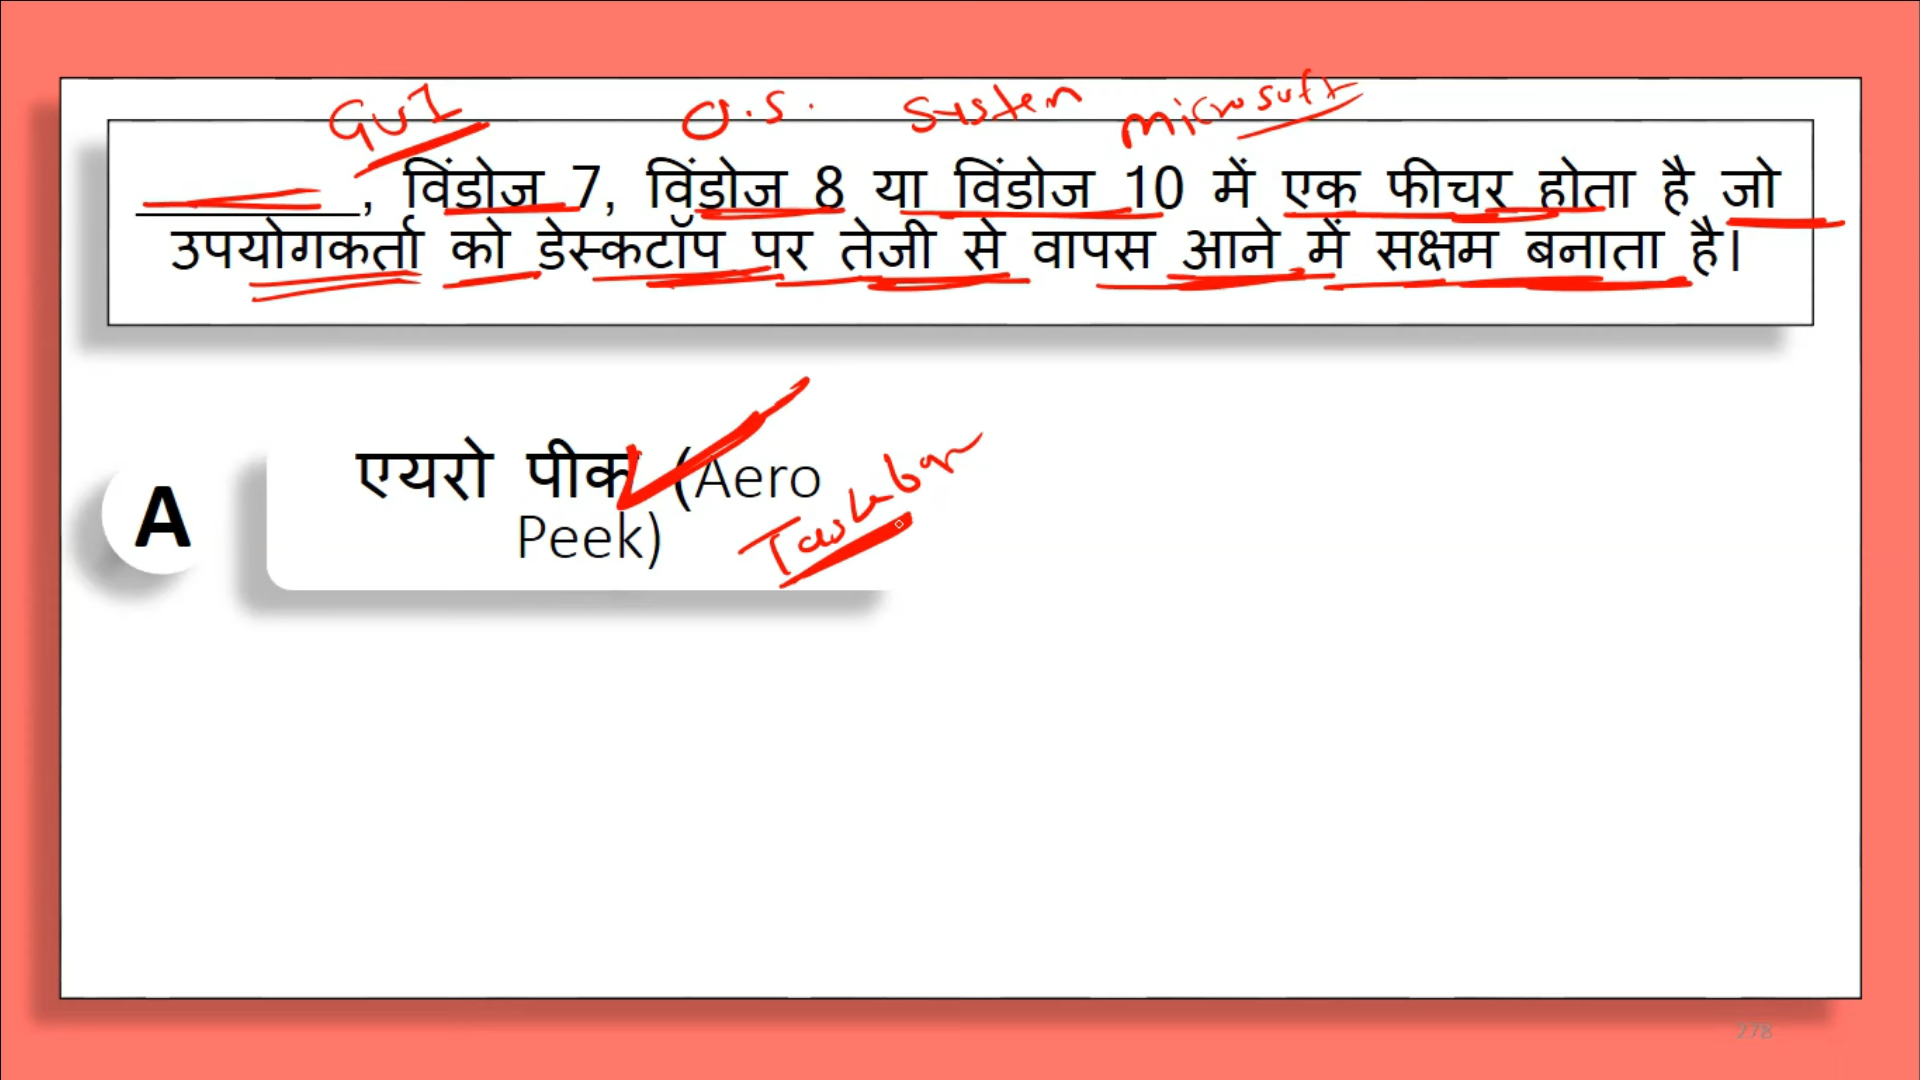 GUI O.S. System Microsoft
________, विंडोज 7, विंडोज 8 या विंडोज 10 में एक फीचर होता है जो
उपयोगकर्ता को डेस्कटॉप पर तेजी से वापस आने में सक्षम बनाता है।
A
एयरो पीक (Aero
Peek)
Taskbar
278